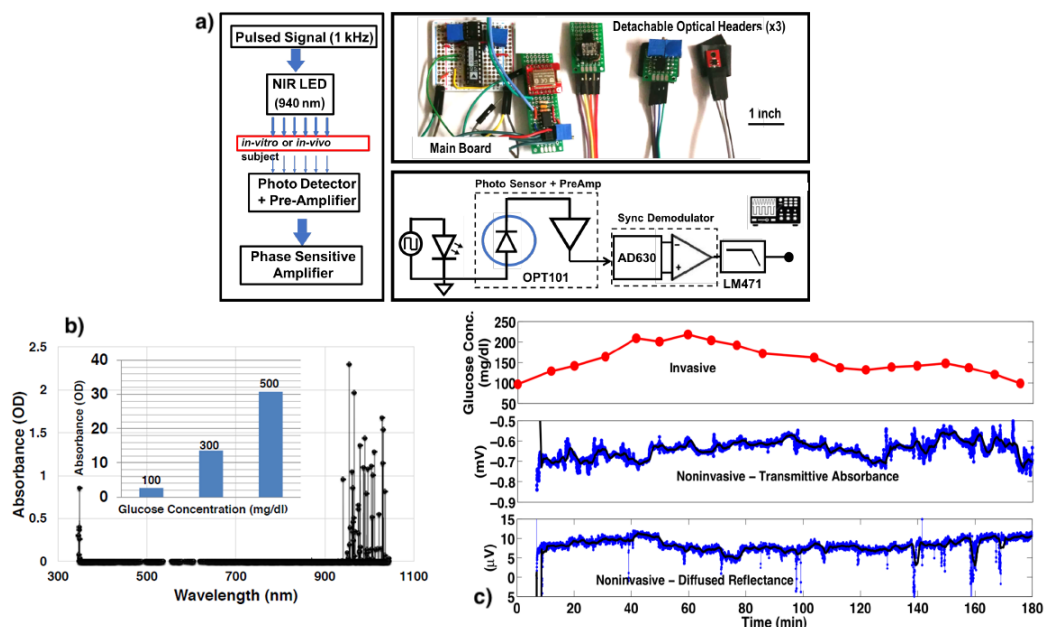 a)
Pulsed Signal (1 kHz)
NIR LED
(940 nm)
in-vitro or in-vivo
subject
Photo Detector
+ Pre-Amplifier
Phase Sensitive
Amplifier
Detachable Optical Headers (x3)
Main Board
1 inch
Photo Sensor + PreAmp
OPT101
Sync Demodulator
AD630
−
+
LM471
b)
Absorbance (OD)
2.5
2
1.5
1
0.5
0
300
500
700
900
1100
Wavelength (nm)
Absorbance (OD)
40
30
20
10
0
100
300
500
Glucose Concentration (mg/dl)
c)
Glucose Conc.
(mg/dl)
250
200
150
100
50
Invasive
(mV)
−0.5
−0.6
−0.7
−0.8
−0.9
Noninvasive − Transmittive Absorbance
(μV)
15
10
5
0
5
Noninvasive − Diffused Reflectance
0
20
40
60
80
100
120
140
160
180
Time (min)